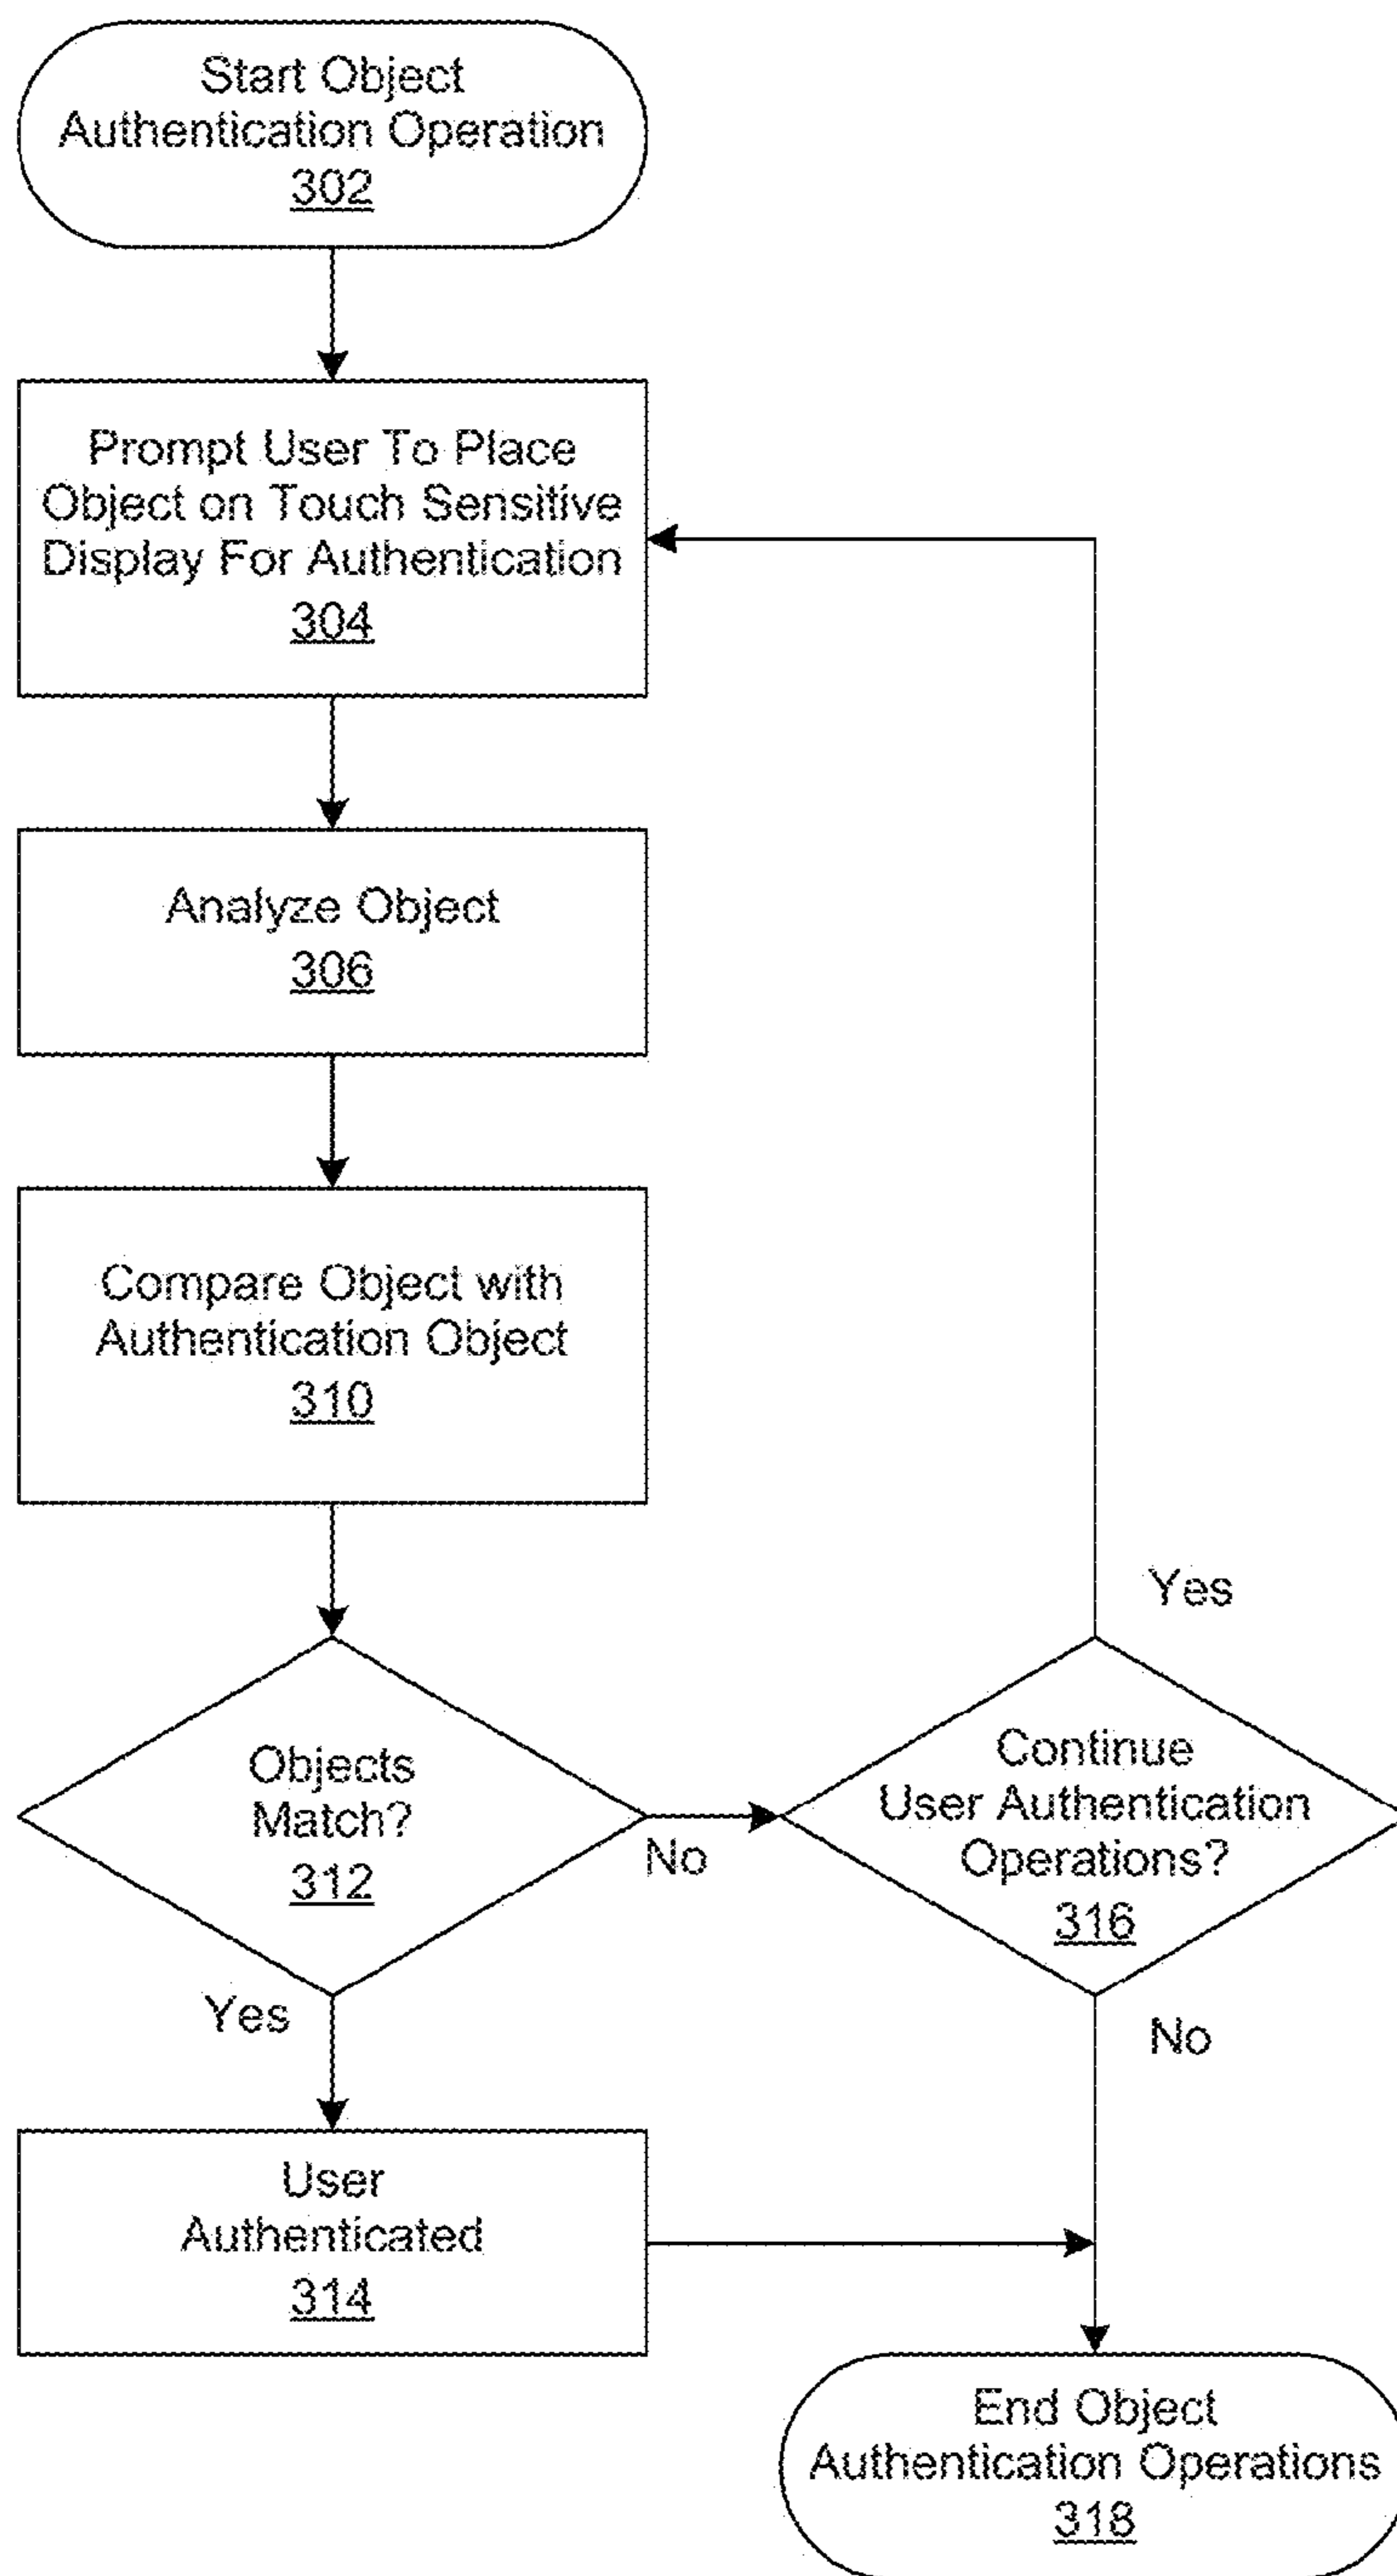 Start Object
Authentication Operation
302
Prompt User To Place
Object on Touch Sensitive
Display For Authentication
304
Analyze Object
306
Compare Object with
Authentication Object
310
Objects
Match?
312
No
Yes
Continue
User Authentication
Operations?
316
Yes
No
User
Authenticated
314
End Object
Authentication Operations
318